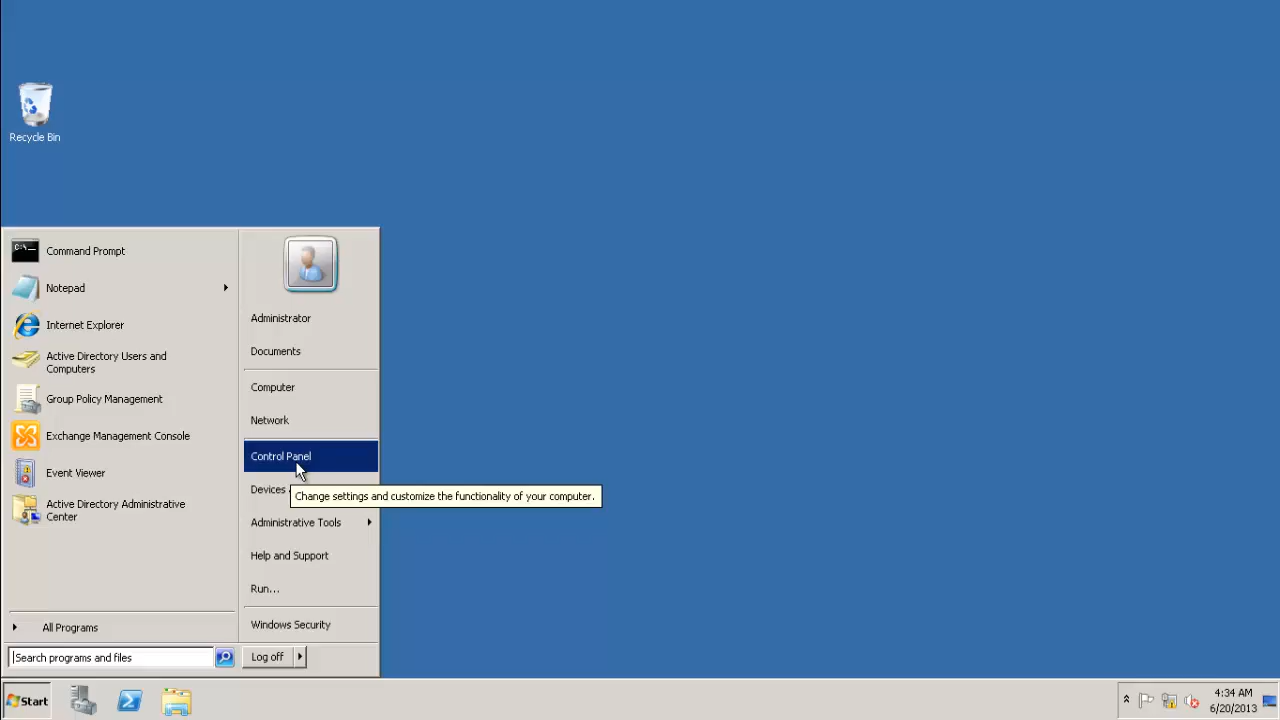 Recycle Bin
Command Prompt
Notepad
Internet Explorer
Active Directory Users and
Computers
Group Policy Management
Exchange Management Console
Event Viewer
Active Directory Administrative
Center
All Programs
Search programs and files
Administrator
Documents
Computer
Network
Control Panel
Devices
Change settings and customize the functionality of your computer.
Administrative Tools
Help and Support
Run...
Windows Security
Log off
Start
4:34 AM
6/20/2013